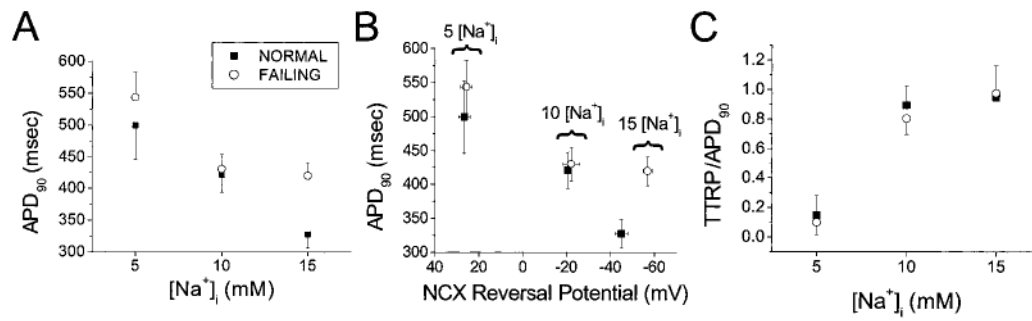 A
600
550
500
450
400
350
300
APD90 (msec)
NORMAL
FAILING
5
10
15
[Na+]i (mM)
B
5 [Na+]i
10 [Na+]i
15 [Na+]i
600
550
500
450
400
350
300
APD90 (msec)
40
20
0
-20
-40
-60
NCX Reversal Potential (mV)
C
1.2
1.0
0.8
0.6
0.4
0.2
0.0
TTRP/APD90
5
10
15
[Na+]i (mM)